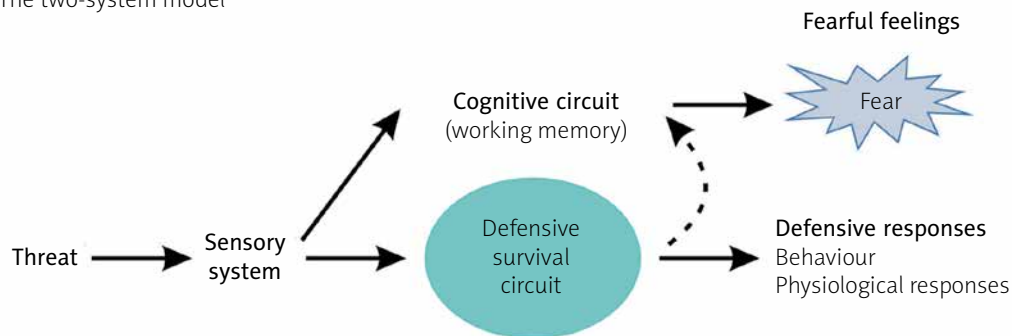 The two-system model
Fearful feelings
Fear
Cognitive circuit
(working memory)
Threat
Sensory
system
Defensive
survival
circuit
Defensive responses
Behaviour
Physiological responses